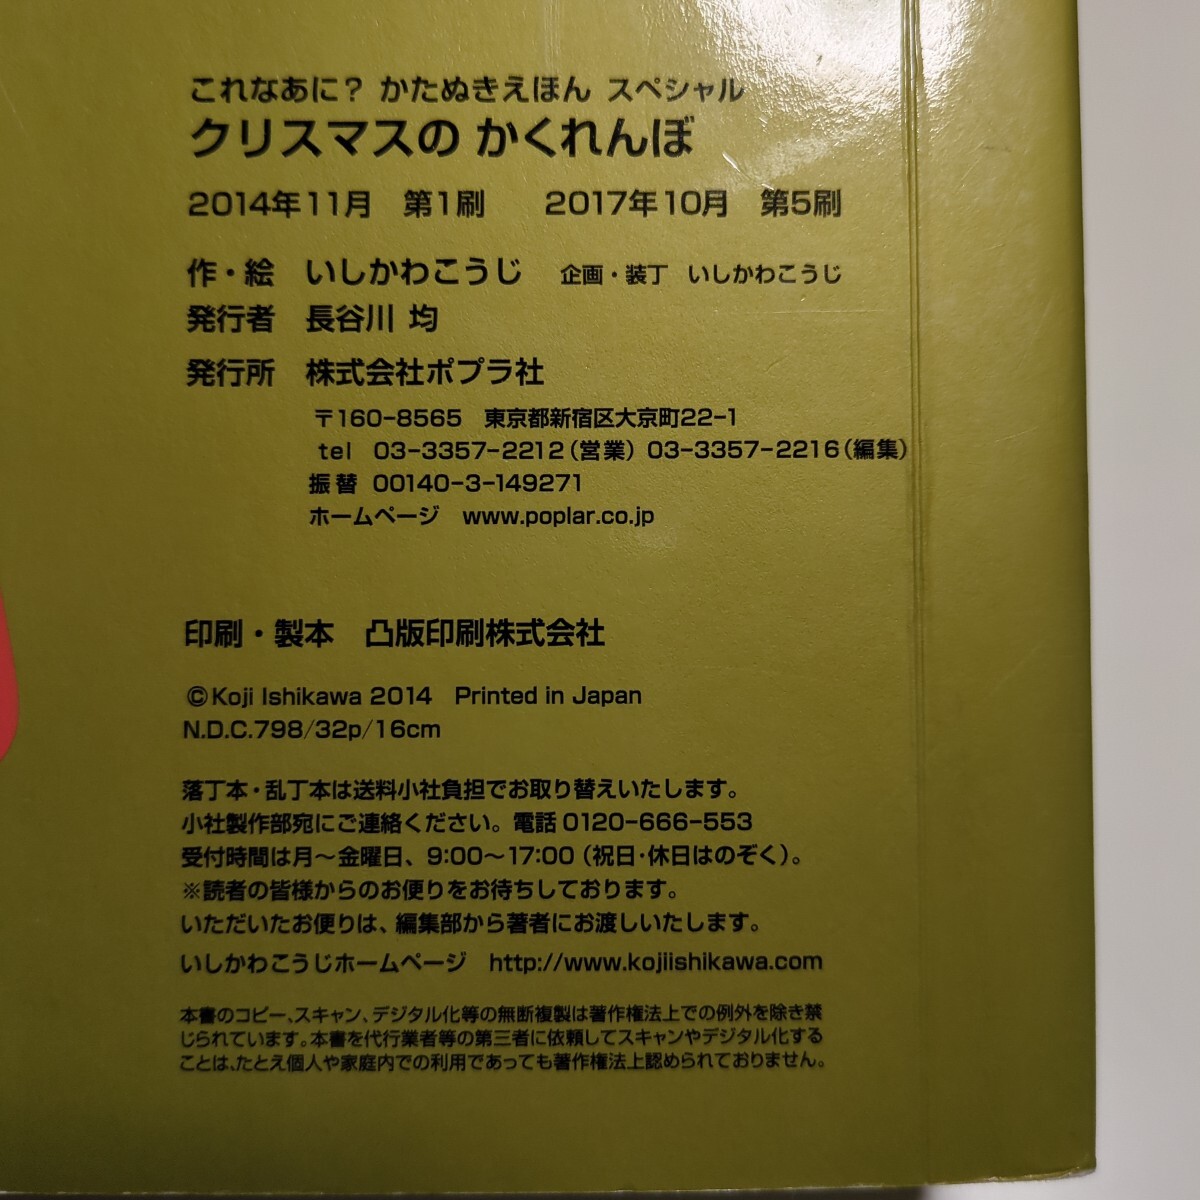 これなあに？ かたぬきえほん スペシャル
クリスマスの かくれんぼ
2014年11月　第1刷　　2017年10月　第5刷
作・絵　いしかわこうじ　企画・装丁　いしかわこうじ
発行者　長谷川 均
発行所　株式会社ポプラ社
〒160-8565　東京都新宿区大京町22-1
tel　03-3357-2212（営業）03-3357-2216（編集）
振替　00140-3-149271
ホームページ　www.poplar.co.jp
印刷・製本　凸版印刷株式会社
©Koji Ishikawa 2014　Printed in Japan
N.D.C.798/32p/16cm
落丁本・乱丁本は送料小社負担でお取り替えいたします。
小社製作部宛にご連絡ください。電話0120-666-553
受付時間は月〜金曜日、9:00〜17:00（祝日・休日はのぞく）。
※読者の皆様からのお便りをお待ちしております。
いただいたお便りは、編集部から著者にお渡しいたします。
いしかわこうじホームページ　http://www.kojiishikawa.com
本書のコピー、スキャン、デジタル化等の無断複製は著作権法上での例外を除き禁
じられています。本書を代行業者等の第三者に依頼してスキャンやデジタル化する
ことは、たとえ個人や家庭内での利用であっても著作権法上認められておりません。